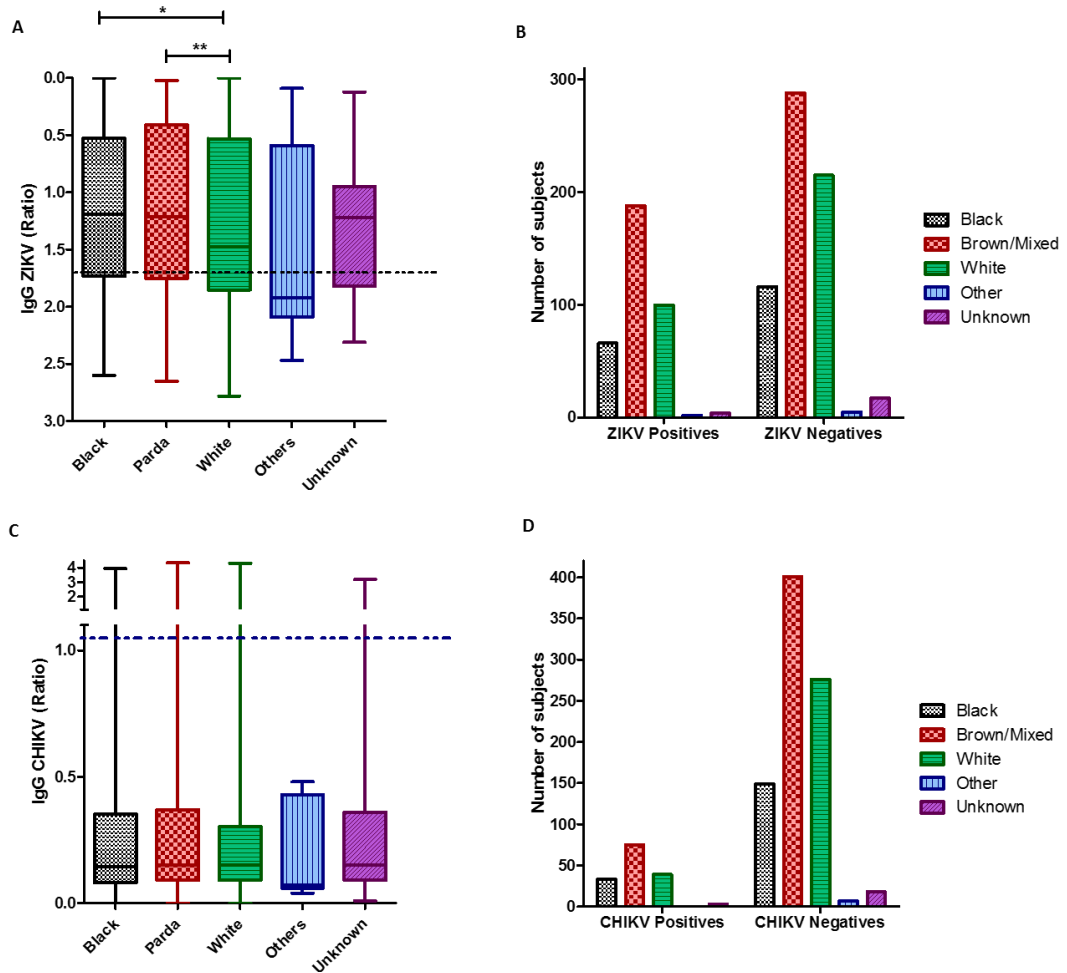 A
*
**
IgG ZIKV (Ratio)
0.0
0.5
1.0
1.5
2.0
2.5
3.0
Black
Parda
White
Others
Unknown
B
Number of subjects
300
200
100
0
ZIKV Positives
ZIKV Negatives
Black
Brown/Mixed
White
Other
Unknown
C
IgG CHIKV (Ratio)
4
3
2
1.0
0.5
0.0
Black
Parda
White
Others
Unknown
D
Number of subjects
400
350
300
250
200
150
100
50
0
CHIKV Positives
CHIKV Negatives
Black
Brown/Mixed
White
Other
Unknown